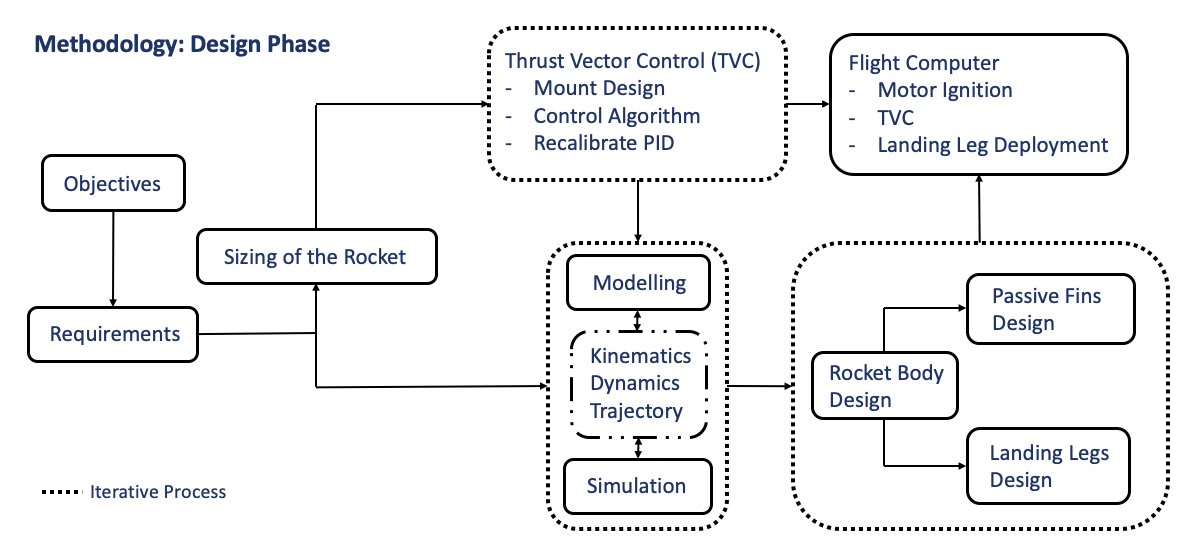 Methodology: Design Phase
Thrust Vector Control (TVC)
- Mount Design
- Control Algorithm
- Recalibrate PID
Flight Computer
- Motor Ignition
- TVC
- Landing Leg Deployment
Objectives
Sizing of the Rocket
Requirements
Modelling
Kinematics
Dynamics
Trajectory
Simulation
Passive Fins
Design
Rocket Body
Design
Landing Legs
Design
Iterative Process